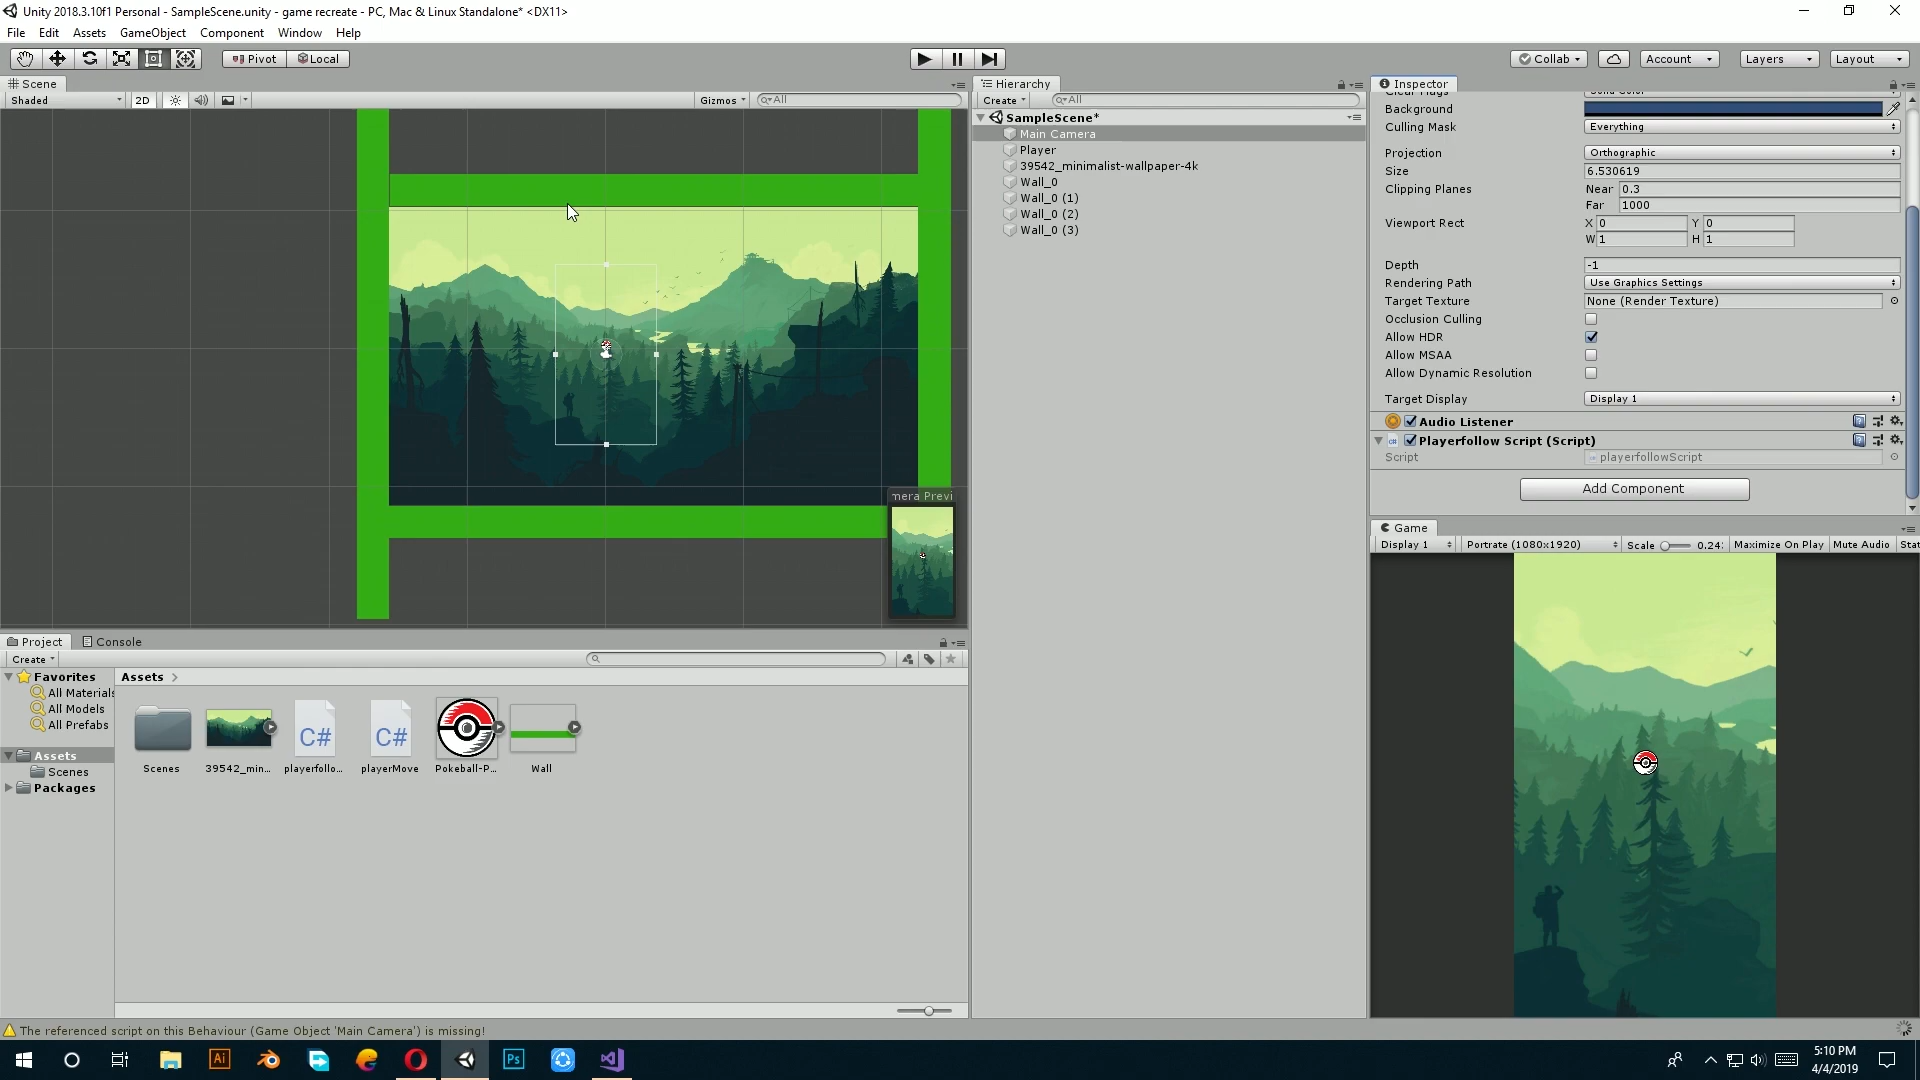 Unity 2018.3.10f1 Personal - SampleScene.unity - game recreate - PC, Mac & Linux Standalone* <DX11>
File Edit Assets GameObject Component Window Help
Pivot Local Collab Account Layers Layout
Scene
Shaded 2D Gizmos All
Hierarchy
Create All
SampleScene*
Main Camera
Player
39542_minimalist-wallpaper-4k
Wall_0
Wall_0 (1)
Wall_0 (2)
Wall_0 (3)
Inspector
Background
Culling Mask Everything
Projection Orthographic
Size 6.530619
Clipping Planes Near 0.3
Far 1000
Viewport Rect X 0 Y 0
W 1 H 1
Depth -1
Rendering Path Use Graphics Settings
Target Texture None (Render Texture)
Occlusion Culling
Allow HDR
Allow MSAA
Allow Dynamic Resolution
Target Display Display 1
Audio Listener
Playerfollow Script (Script)
Script playerfollowScript
Add Component
mera Previ
Game
Display 1 Portrate (1080x1920) Scale 0.24: Maximize On Play Mute Audio Stat
Project Console
Create
Favorites
All Materials
All Models
All Prefabs
Assets
Scenes
Packages
Assets
Scenes
39542_min...
C#
playerfollo...
C#
playerMove
Pokeball-P...
Wall
The referenced script on this Behaviour (Game Object 'Main Camera') is missing!
Ai
Ps
5:10 PM
4/4/2019